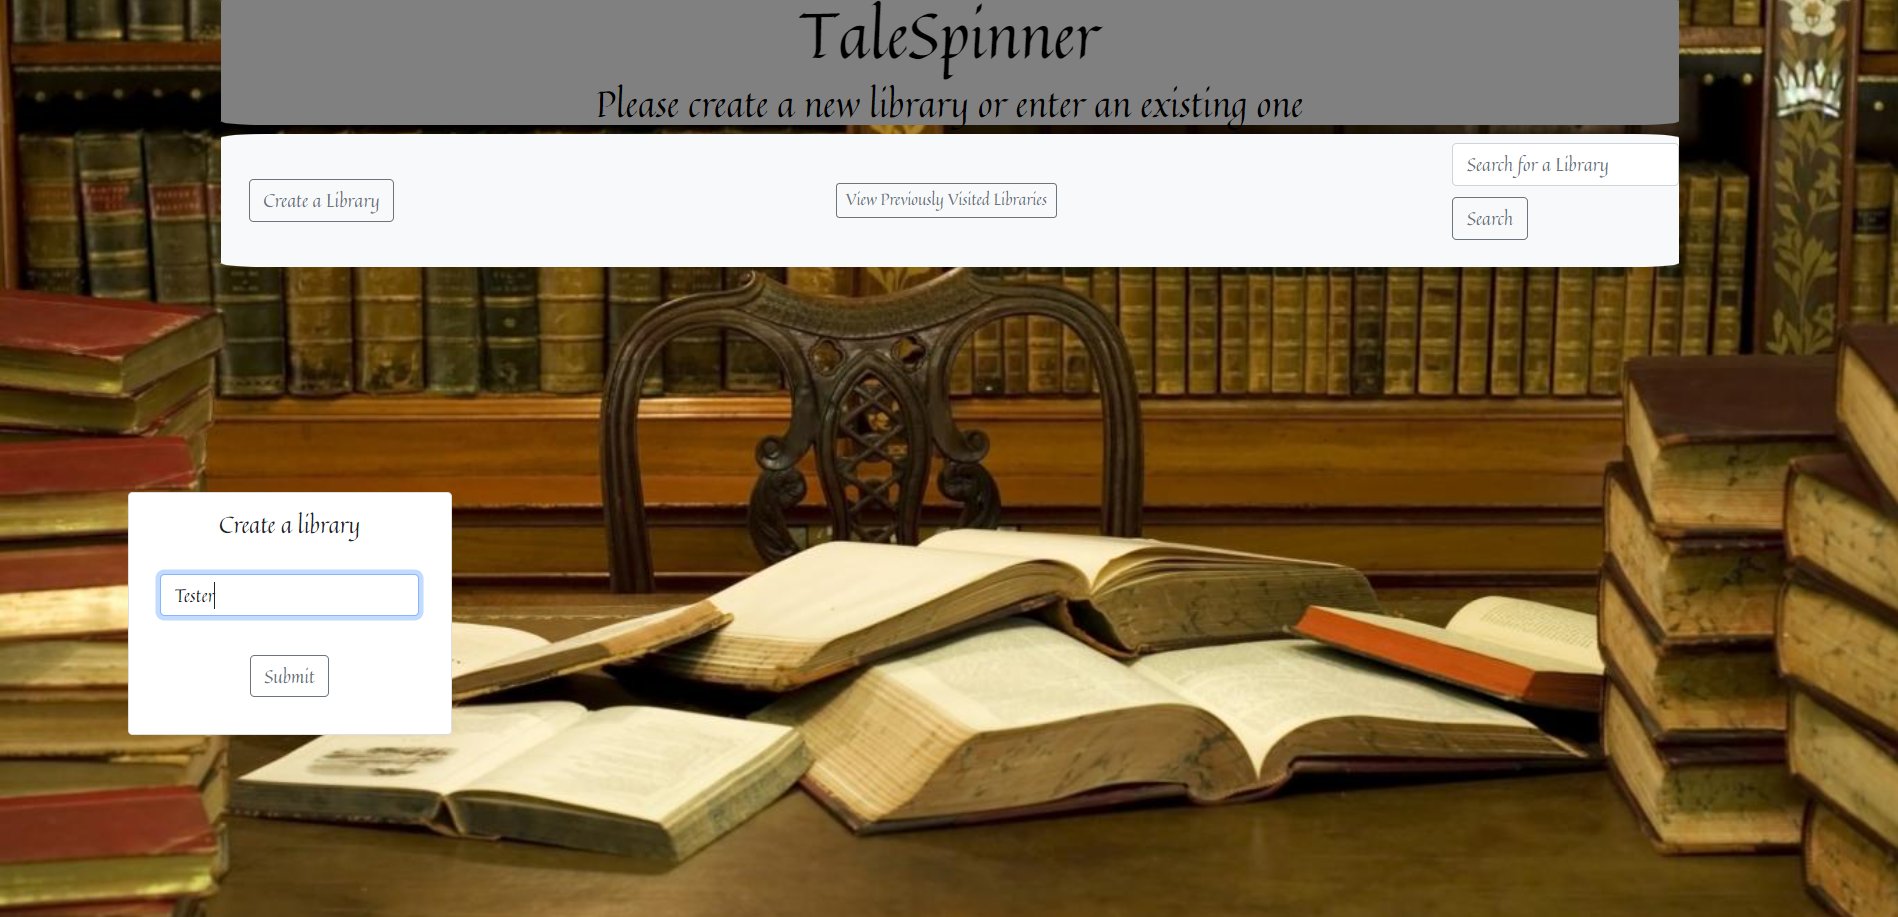 TaleSpinner
Please create a new library or enter an existing one
Create a Library
View Previously Visited Libraries
Search for a Library
Search
Create a library
Tester
Submit